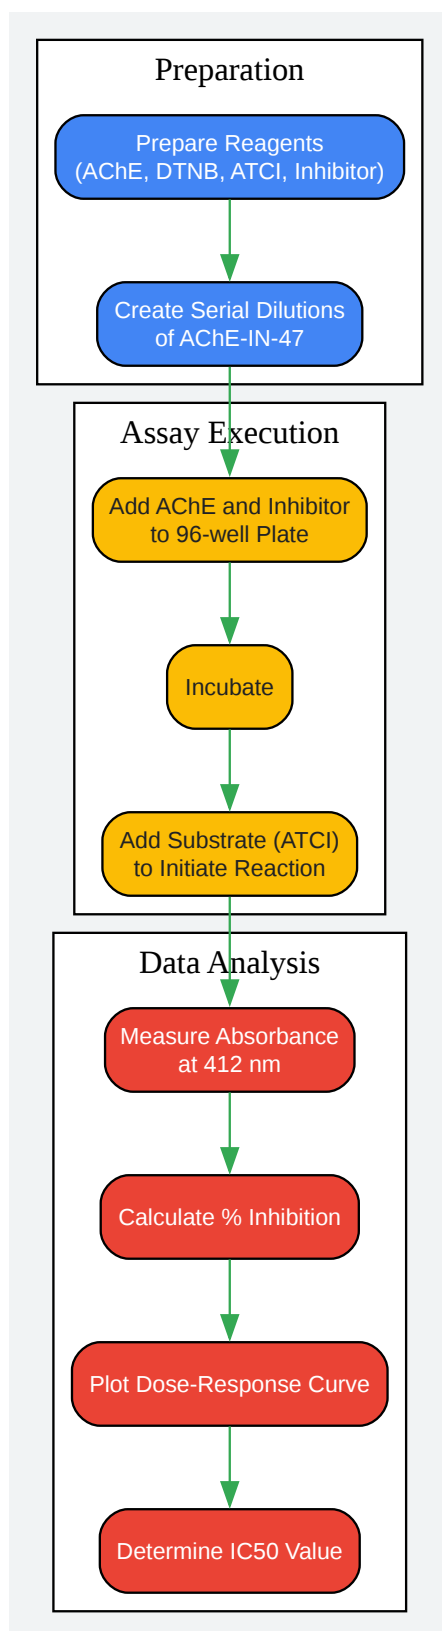 Preparation
Prepare Reagents
(AChE, DTNB, ATCI, Inhibitor)
Create Serial Dilutions
of AChE-IN-47
Assay Execution
Add AChE and Inhibitor
to 96-well Plate
Incubate
Add Substrate (ATCI)
to Initiate Reaction
Data Analysis
Measure Absorbance
at 412 nm
Calculate % Inhibition
Plot Dose-Response Curve
Determine IC50 Value